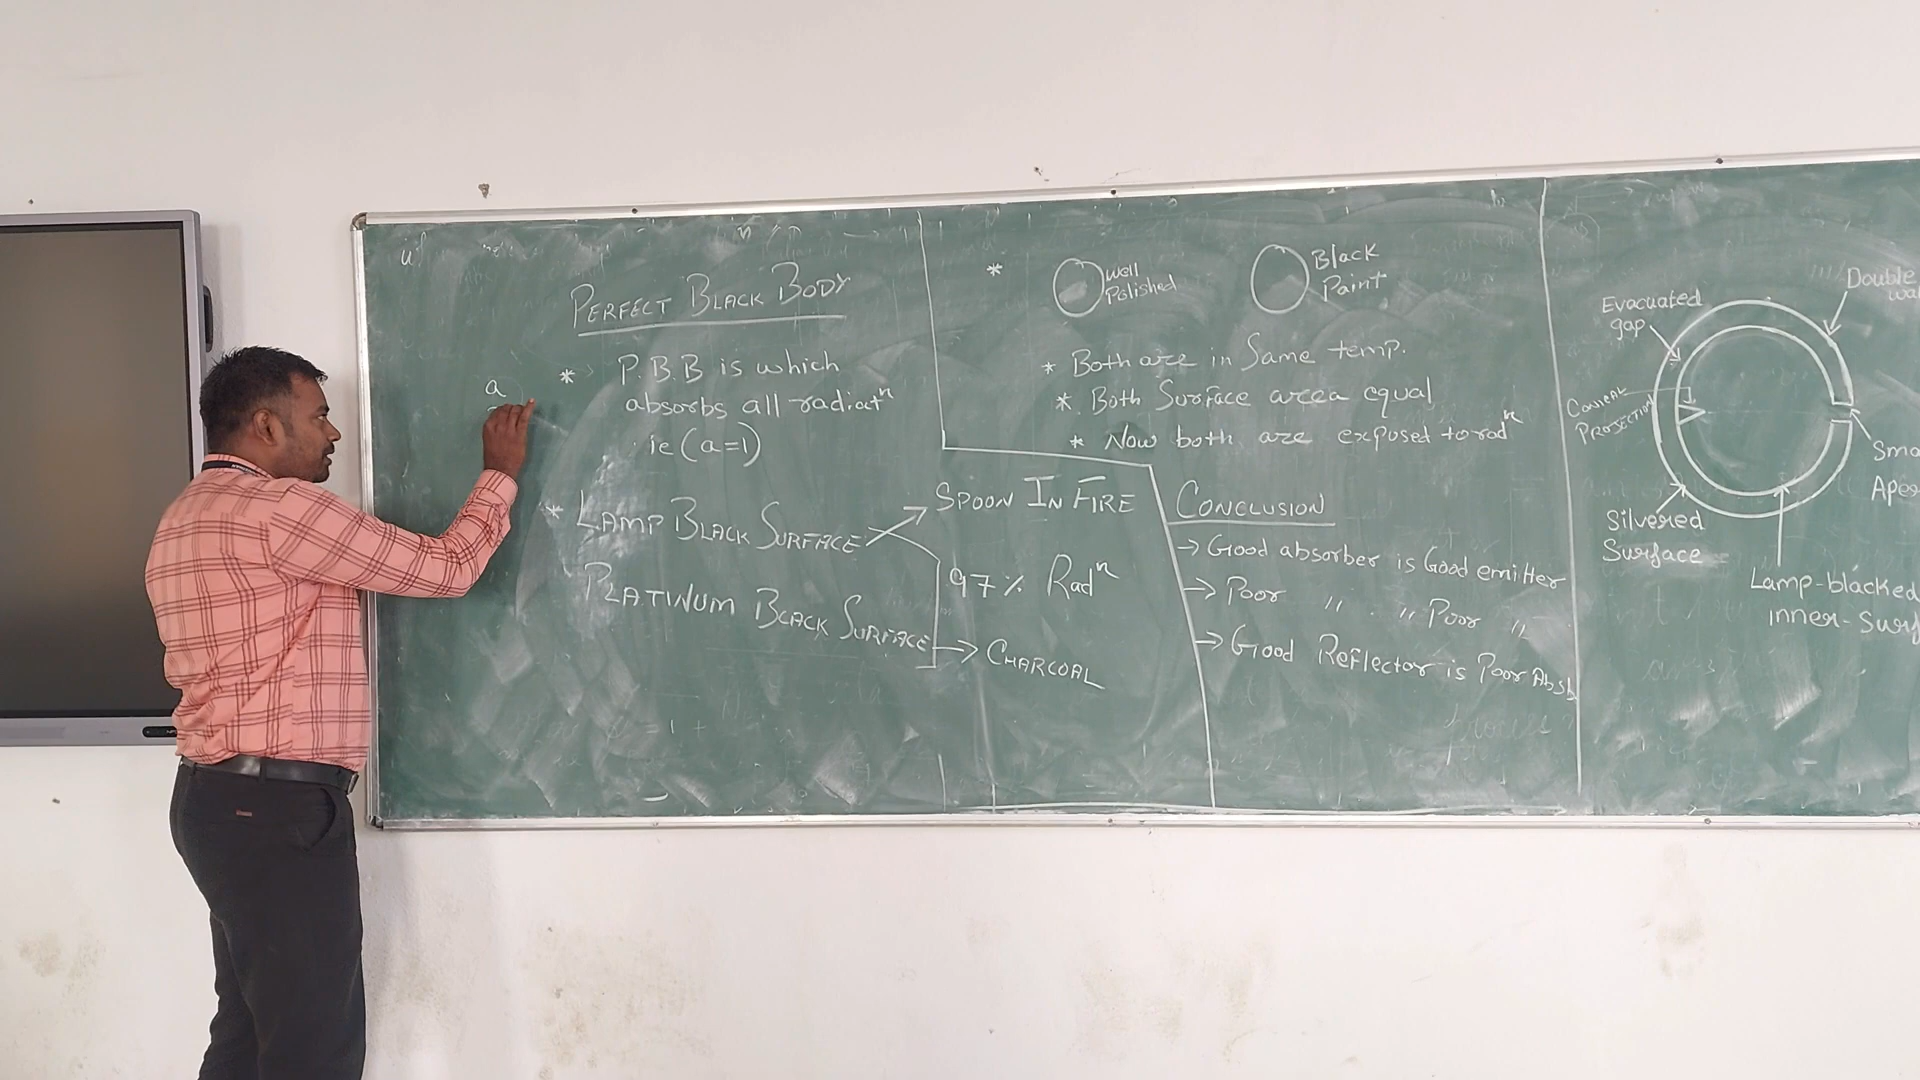 PERFECT BLACK BODY
* P.B.B is which
absorbs all radiatⁿ
ie (a=1)
a
* LAMP BLACK SURFACE
PLATINUM BLACK SURFACE
SPOON IN FIRE
97% Radⁿ
CHARCOAL
*
Well
Polished
Black
Paint
* Both are in Same temp.
* Both Surface area equal
* Now both are exposed to radⁿ
CONCLUSION
→ Good absorber is Good emitter
→ Poor " " Poor "
→ Good Reflector is Poor Absb
Evacuated
gap
Double
CONICAL
PROJECTION
Silvered
Surface
Lamp-blacked
inner-surf